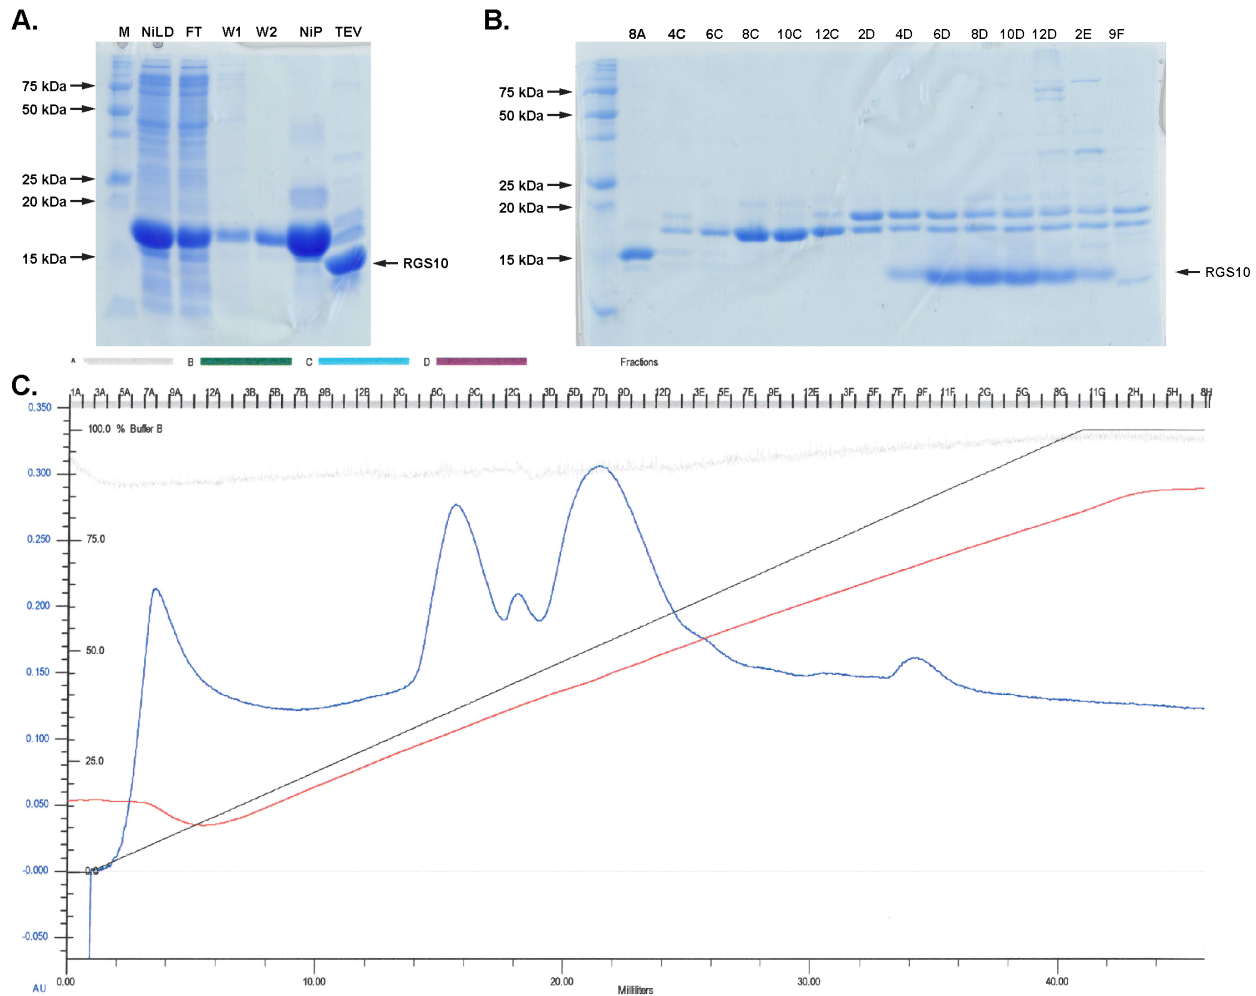 A.
M NiLD FT W1 W2 NiP TEV
75 kDa
50 kDa
25 kDa
20 kDa
15 kDa
RGS10
B.
8A 4C 6C 8C 10C 12C 2D 4D 6D 8D 10D 12D 2E 9F
75 kDa
50 kDa
25 kDa
20 kDa
15 kDa
RGS10
A B C D Fractions
C.
1A 3A 5A 7A 9A 12A 3B 5B 7B 9B 12B 3C 6C 9C 12C 3D 5D 7D 9D 12D 3E 5E 7E 9E 12E 3F 5F 7F 9F 11F 2G 5G 8G 11G 2H 5H 8H
0.350
100.0 % Buffer B
0.300
0.250
75.0
0.200
50.0
0.150
0.100
25.0
0.050
-0.000 0.0
-0.050
AU 0.00 10.00 20.00 30.00 40.00
Milliliters